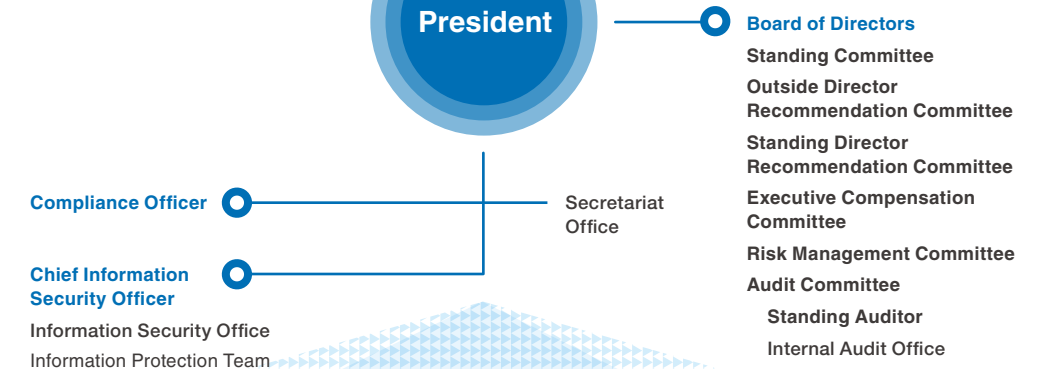 President
Board of Directors
Standing Committee
Outside Director
Recommendation Committee
Standing Director
Recommendation Committee
Executive Compensation
Committee
Risk Management Committee
Audit Committee
Standing Auditor
Internal Audit Office
Compliance Officer
Secretariat
Office
Chief Information
Security Officer
Information Security Office
Information Protection Team